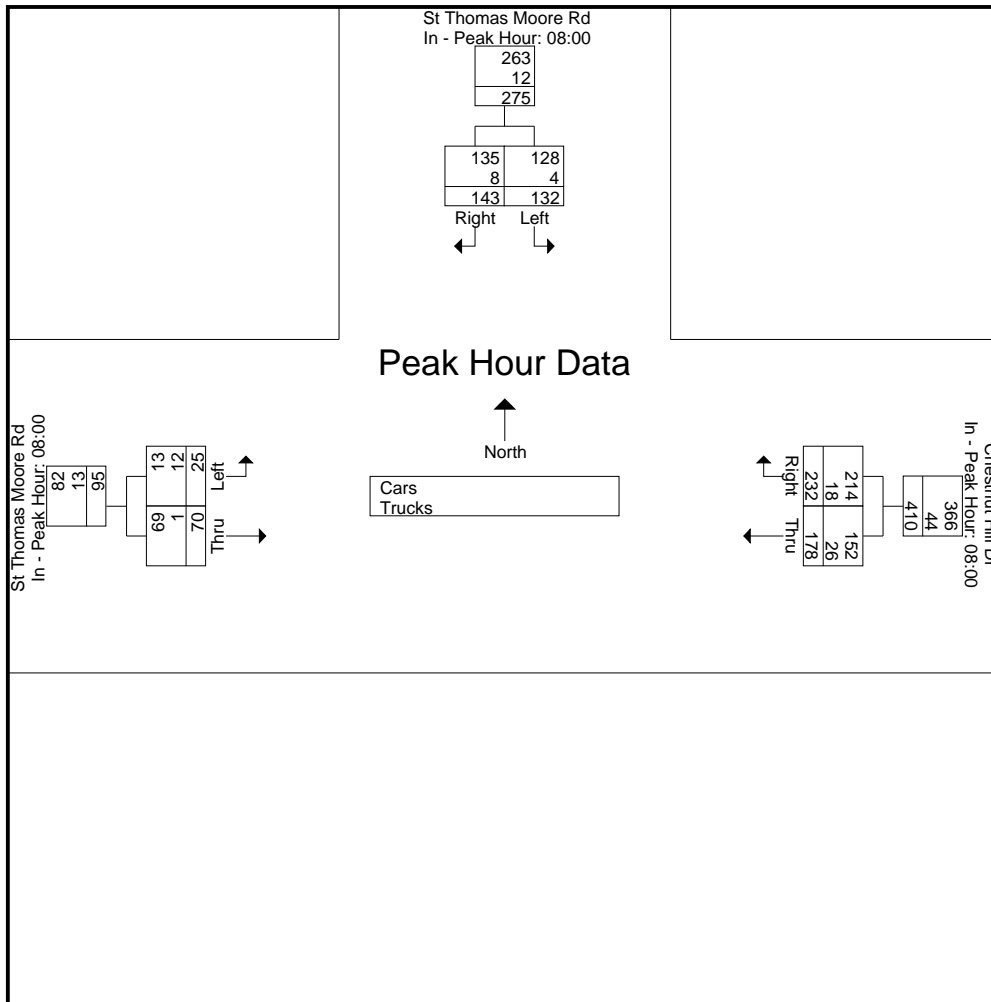 St Thomas Moore Rd
In - Peak Hour: 08:00
263
12
275
135 128
8 4
143 132
Right Left
Peak Hour Data
North
Cars
Trucks
St Thomas Moore Rd
In - Peak Hour: 08:00
82
13
95
13 69
12 1
25 70
Left Thru
Right Thru
232 178
18 26
214 152
410
44
366
In - Peak Hour: 08:00
Chestnut Hill Dr